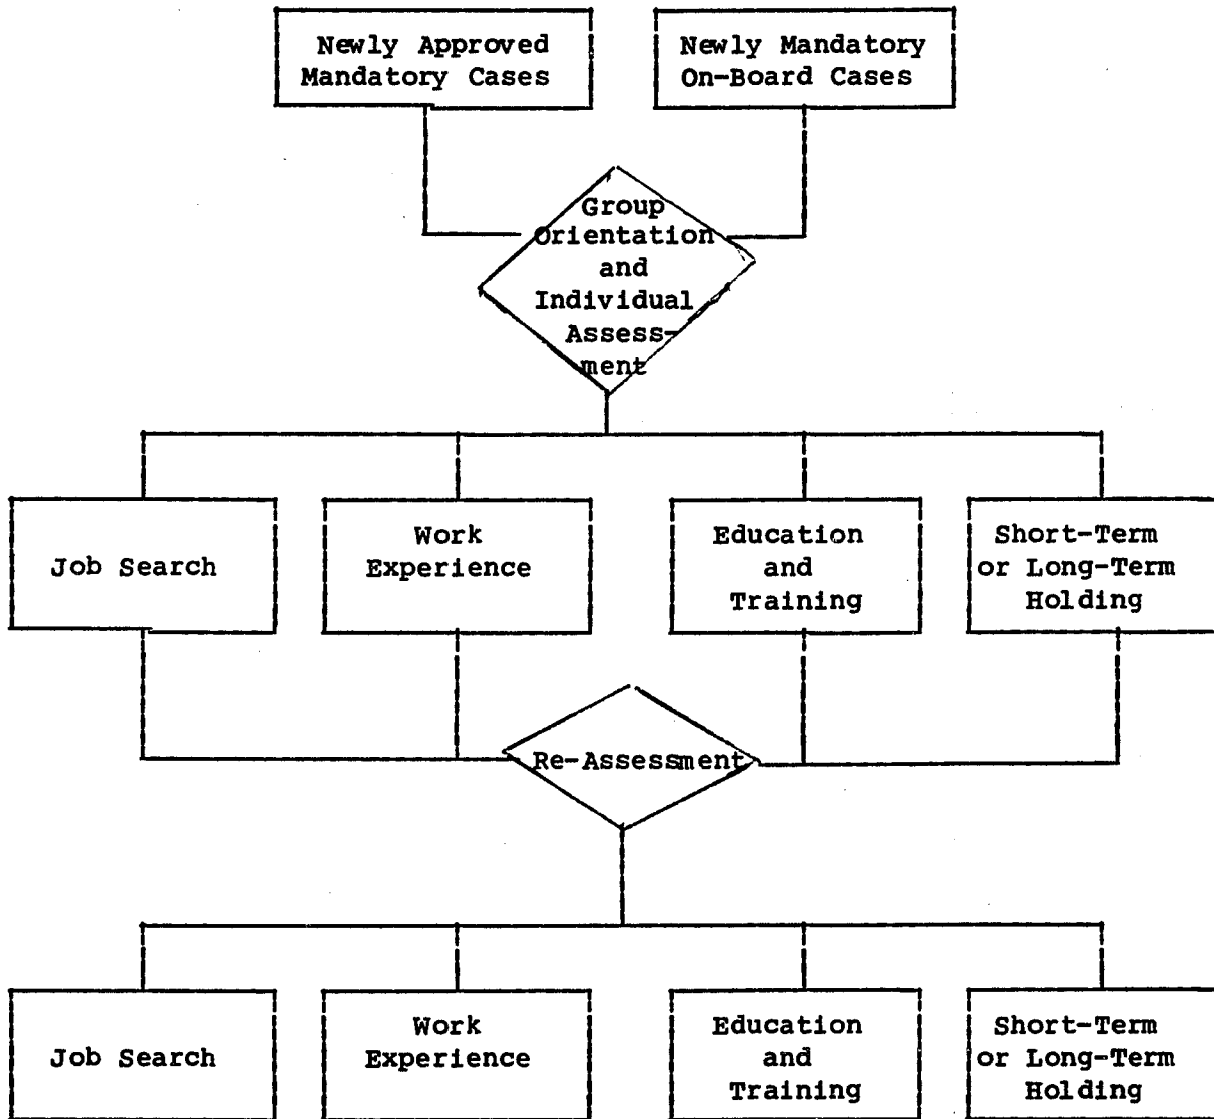 Newly Approved
Mandatory Cases
Newly Mandatory
On-Board Cases
Group
Orientation
and
Individual
Assess-
ment
Job Search
Work
Experience
Education
and
Training
Short-Term
or Long-Term
Holding
Re-Assessment
Job Search
Work
Experience
Education
and
Training
Short-Term
or Long-Term
Holding